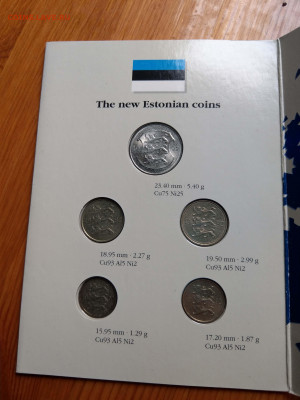 The new Estonian coins
23.40 mm · 5.40 g
Cu75 Ni25
18.95 mm · 2.27 g
Cu93 Al5 Ni2
19.50 mm · 2.99 g
Cu93 Al5 Ni2
15.95 mm · 1.29 g
Cu93 Al5 Ni2
17.20 mm · 1.87 g
Cu93 Al5 Ni2